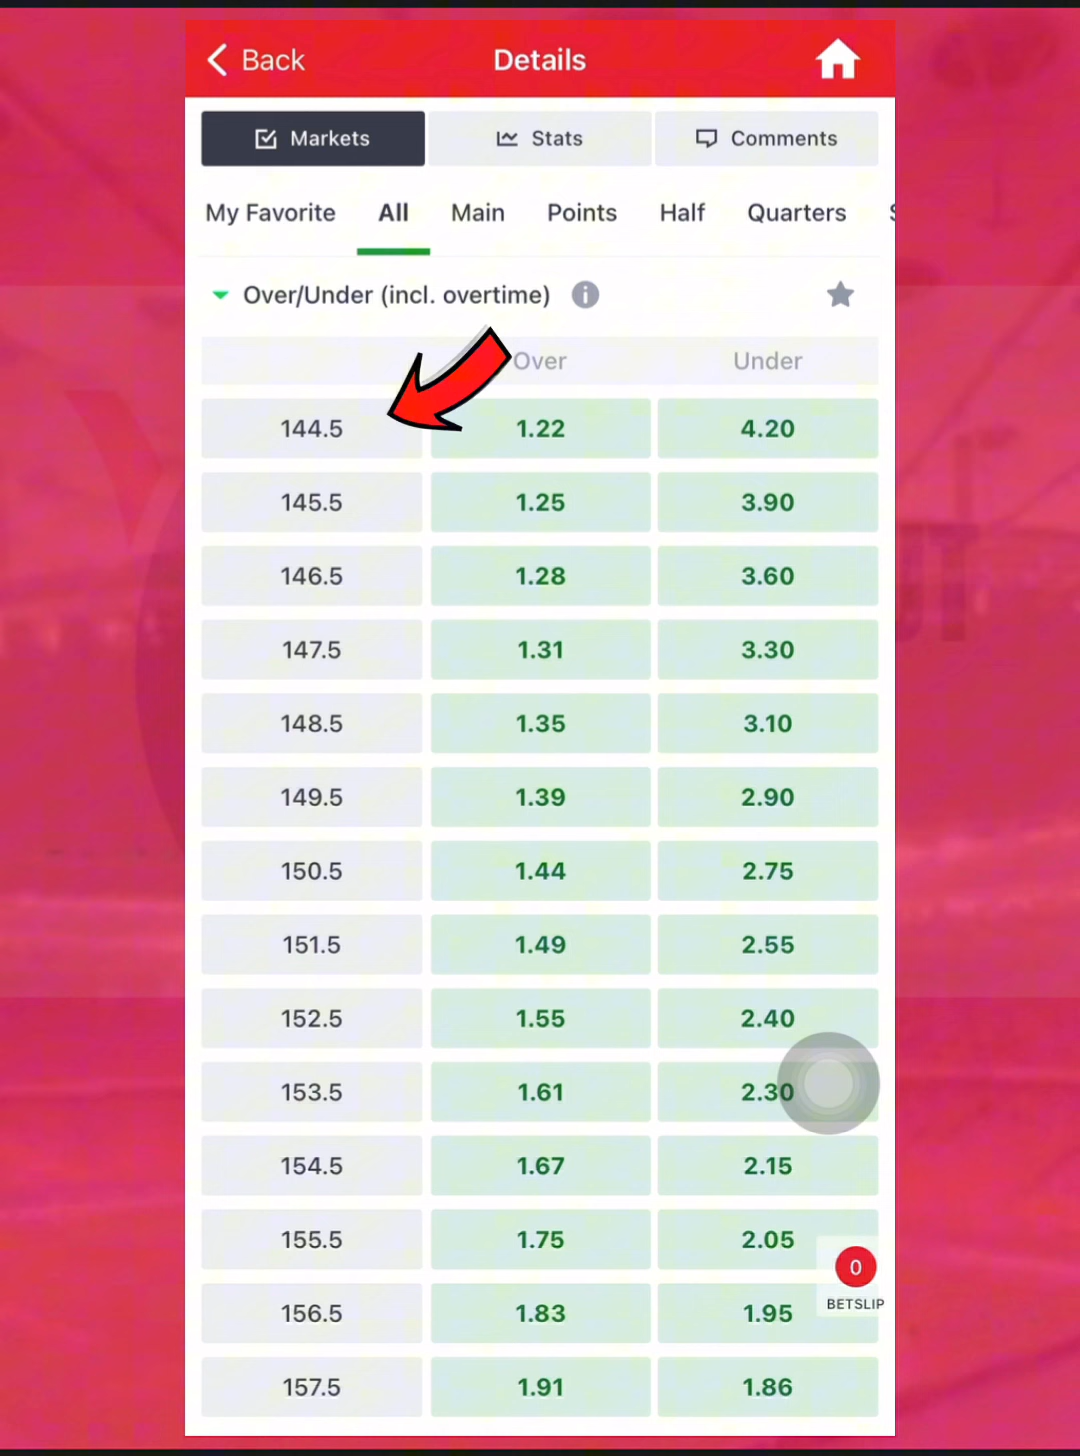 Back Details
Markets Stats Comments
My Favorite All Main Points Half Quarters
Over/Under (incl. overtime)
Over Under
144.5 1.22 4.20
145.5 1.25 3.90
146.5 1.28 3.60
147.5 1.31 3.30
148.5 1.35 3.10
149.5 1.39 2.90
150.5 1.44 2.75
151.5 1.49 2.55
152.5 1.55 2.40
153.5 1.61 2.30
154.5 1.67 2.15
155.5 1.75 2.05
0
BETSLIP
156.5 1.83 1.95
157.5 1.91 1.86